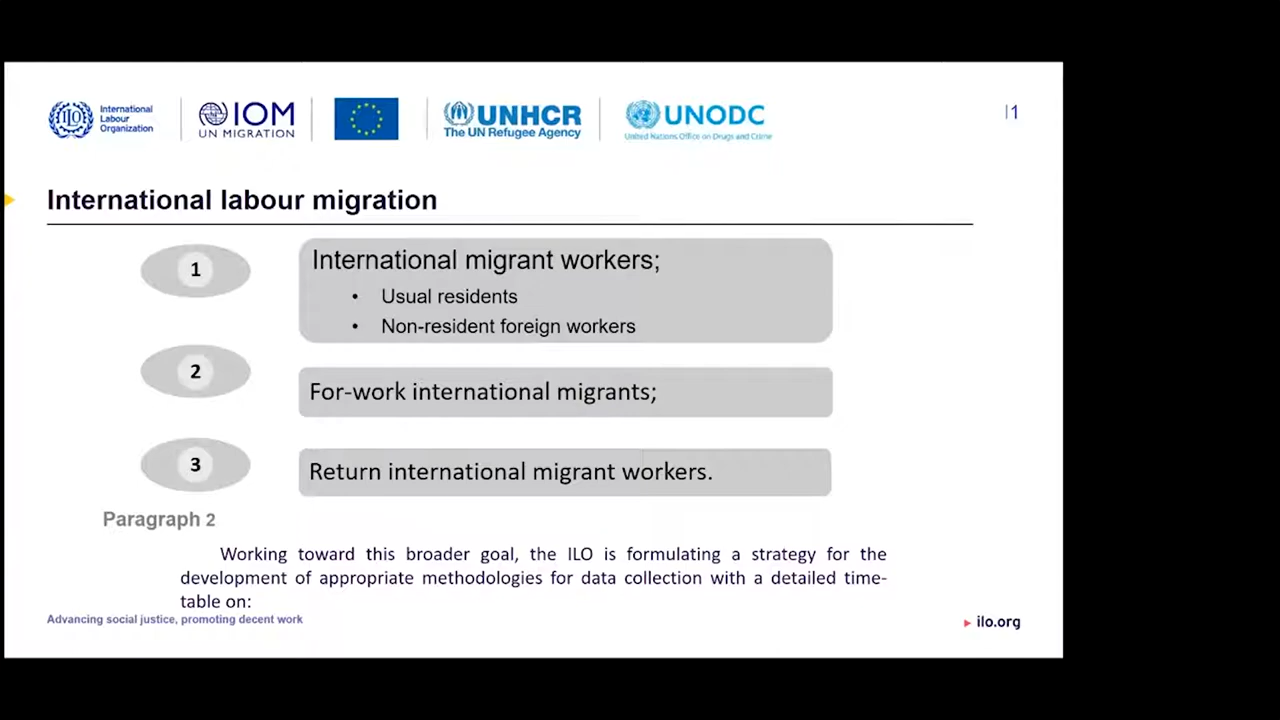 International
Labour
Organization
IOM
UN MIGRATION
UNHCR
The UN Refugee Agency
UNODC
United Nations Office on Drugs and Crime
1
International labour migration
1
International migrant workers;
• Usual residents
• Non-resident foreign workers
2
For-work international migrants;
3
Return international migrant workers.
Paragraph 2
Working toward this broader goal, the ILO is formulating a strategy for the
development of appropriate methodologies for data collection with a detailed time-
table on:
Advancing social justice, promoting decent work
ilo.org